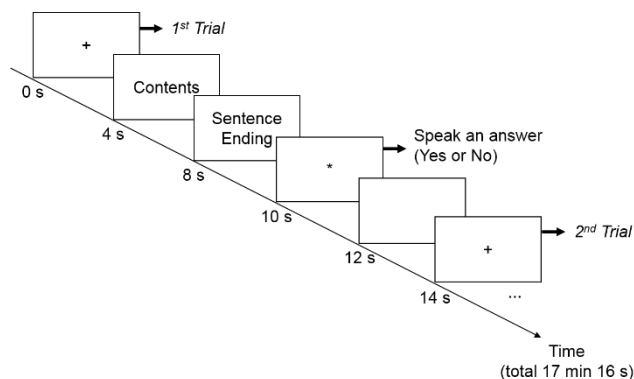 +
1st Trial
0 s
Contents
4 s
Sentence
Ending
8 s
*
Speak an answer
(Yes or No)
10 s
12 s
+
2nd Trial
14 s
...
Time
(total 17 min 16 s)